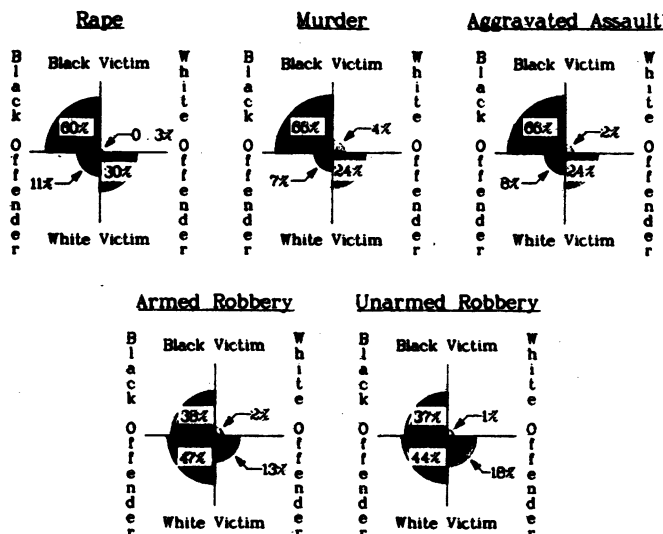 Rape Murder Aggravated Assault
Black Offender
Black Victim
White Offender
60%
0.3%
11%
30%
White Victim
Black Offender
Black Victim
White Offender
66%
4%
7%
24%
White Victim
Black Offender
Black Victim
White Offender
66%
2%
8%
24%
White Victim
Armed Robbery Unarmed Robbery
Black Offender
Black Victim
White Offender
38%
2%
47%
13%
White Victim
Black Offender
Black Victim
White Offender
37%
1%
44%
18%
White Victim